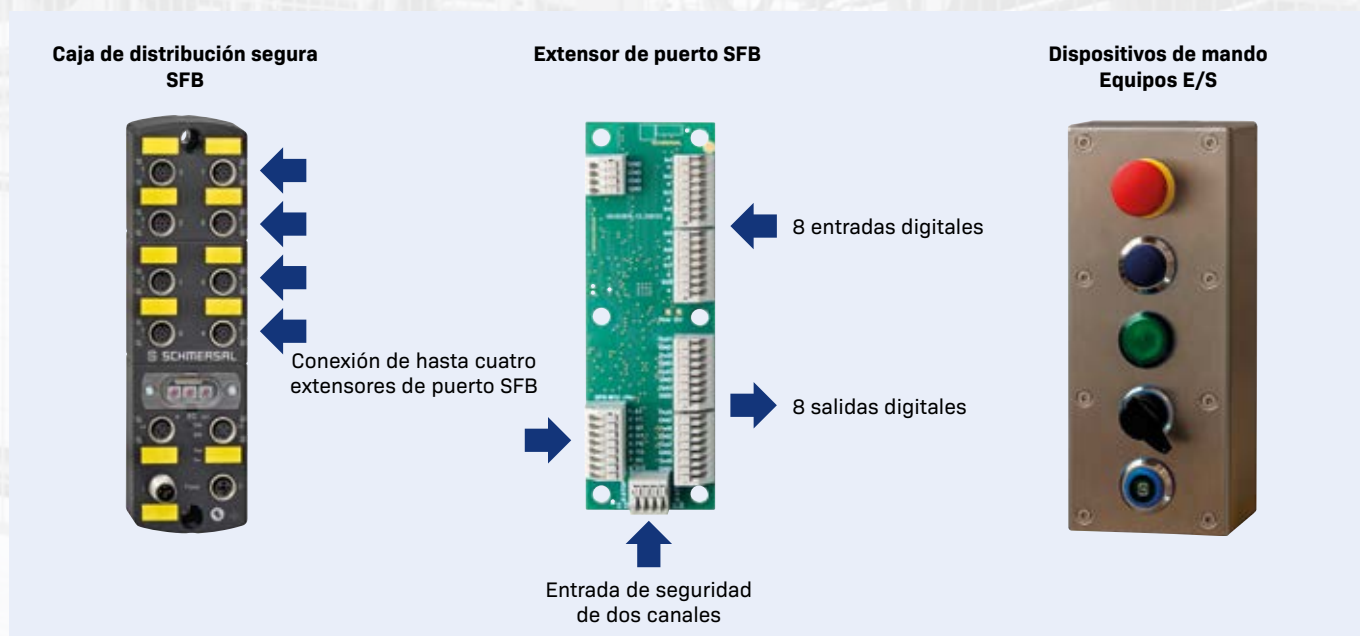 Caja de distribución segura
SFB
Extensor de puerto SFB
Dispositivos de mando
Equipos E/S
8 entradas digitales
SCHMERSAL
Conexión de hasta cuatro
extensores de puerto SFB
8 salidas digitales
Entrada de seguridad
de dos canales